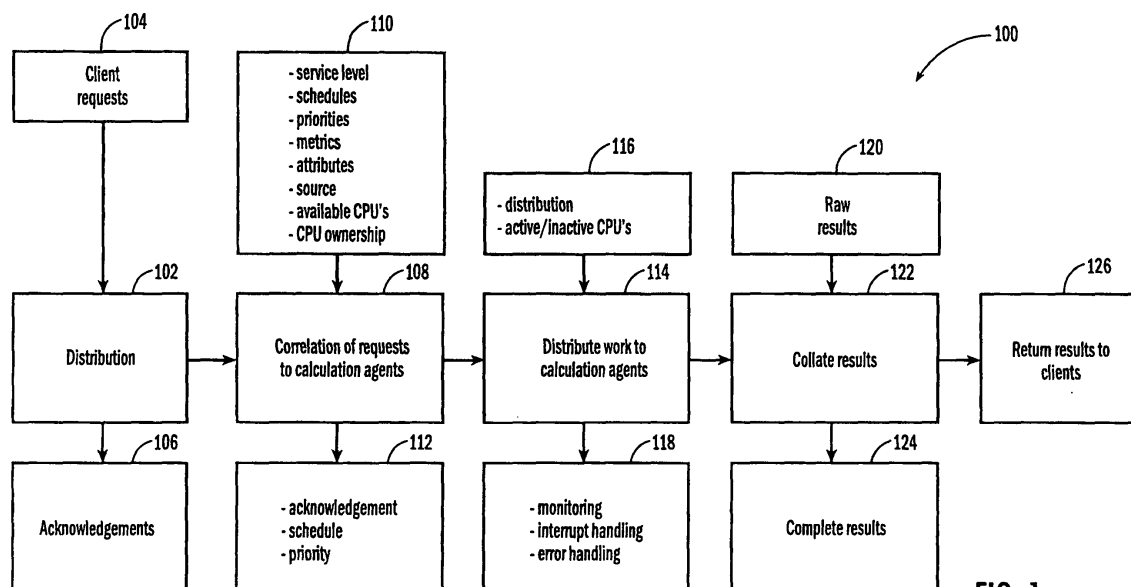 104
Client
requests
110
- service level
- schedules
- priorities
- metrics
- attributes
- source
- available CPU's
- CPU ownership
100
116
- distribution
- active/inactive CPU's
120
Raw
results
102
Distribution
108
Correlation of requests
to calculation agents
114
Distribute work to
calculation agents
122
Collate results
126
Return results to
clients
106
Acknowledgements
112
- acknowledgement
- schedule
- priority
118
- monitoring
- interrupt handling
- error handling
124
Complete results